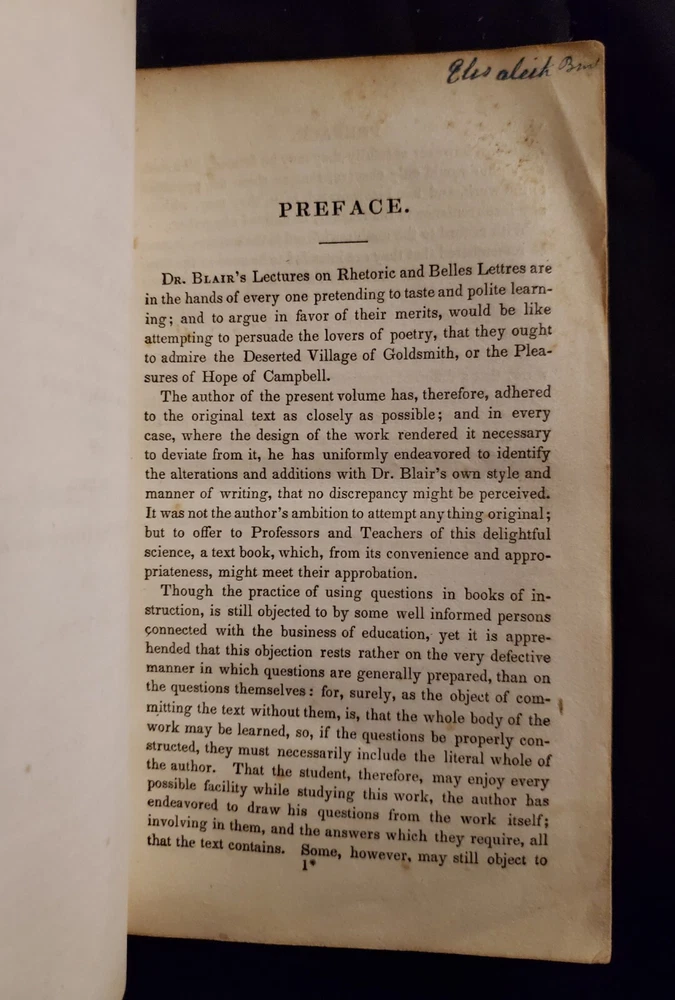 Elisabeth
PREFACE.
DR. BLAIR'S Lectures on Rhetoric and Belles Lettres are
in the hands of every one pretending to taste and polite learn-
ing; and to argue in favor of their merits, would be like
attempting to persuade the lovers of poetry, that they ought
to admire the Deserted Village of Goldsmith, or the Plea-
sures of Hope of Campbell.
The author of the present volume has, therefore, adhered
to the original text as closely as possible; and in every
case, where the design of the work rendered it necessary
to deviate from it, he has uniformly endeavored to identify
the alterations and additions with Dr. Blair's own style and
manner of writing, that no discrepancy might be perceived.
It was not the author's ambition to attempt any thing original;
but to offer to Professors and Teachers of this delightful
science, a text book, which, from its convenience and appro-
priateness, might meet their approbation.
Though the practice of using questions in books of in-
struction, is still objected to by some well informed persons
connected with the business of education, yet it is appre-
hended that this objection rests rather on the very defective
manner in which questions are generally prepared, than on
the questions themselves: for, surely, as the object of com-
mitting the text without them, is, that the whole body of the
work may be learned, so, if the questions be properly con-
structed, they must necessarily include the literal whole of
the author. That the student, therefore, may enjoy every
possible facility while studying this work, the author has
endeavored to draw his questions from the work itself;
involving in them, and the answers which they require, all
that the text contains. Some, however, may still object to
1*